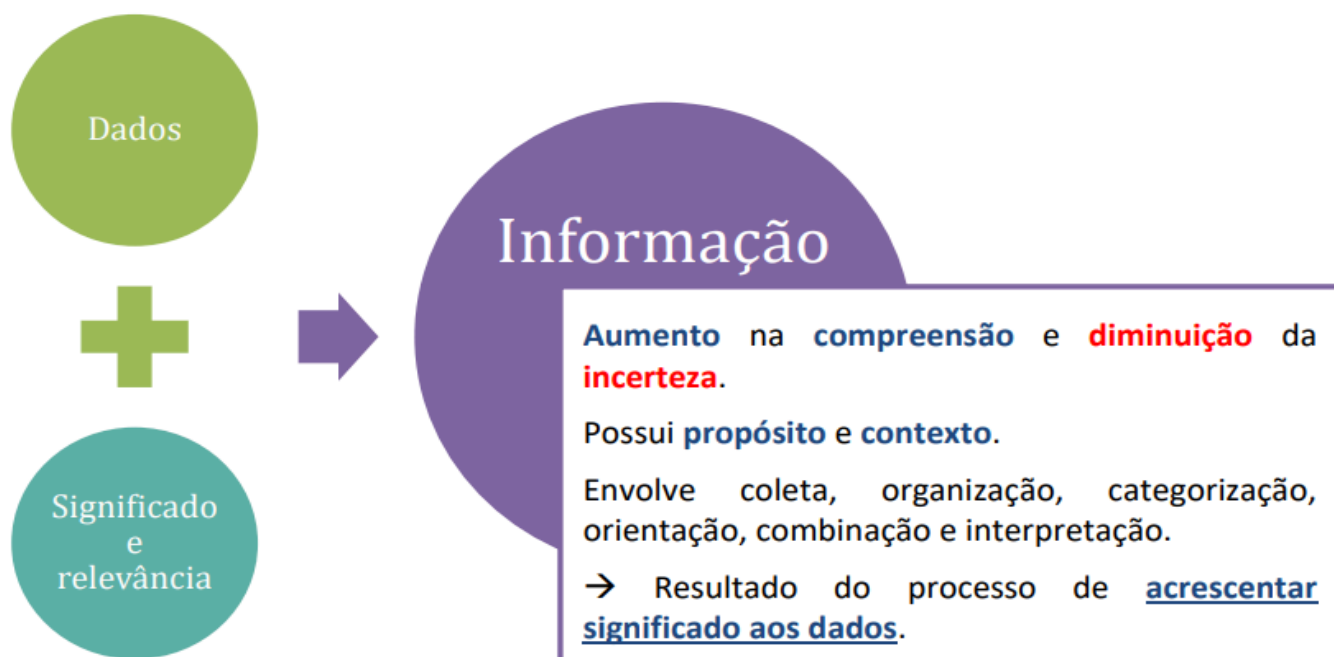 Dados
Significado
e
relevância
Informação
Aumento na compreensão e diminuição da
incerteza.
Possui propósito e contexto.
Envolve coleta, organização, categorização,
orientação, combinação e interpretação.
→ Resultado do processo de acrescentar
significado aos dados.